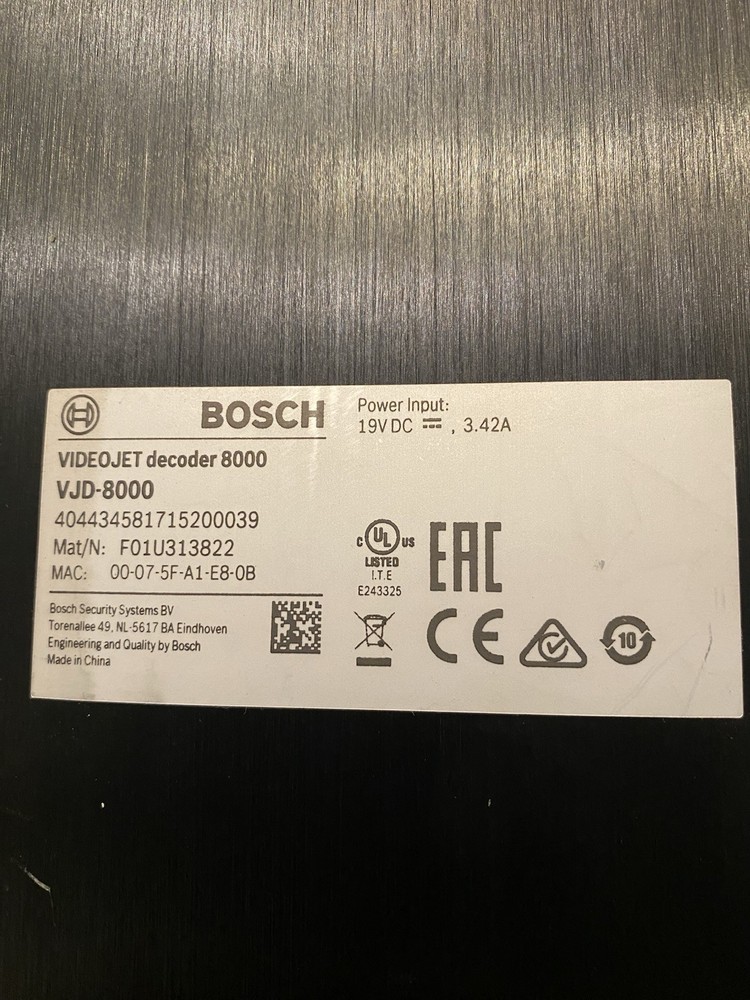 BOSCH
VIDEOJET decoder 8000
VJD-8000
404434581715200039
Mat/N: F01U313822
MAC: 00-07-5F-A1-E8-0B
Bosch Security Systems BV
Torenallee 49, NL-5617 BA Eindhoven
Engineering and Quality by Bosch
Made in China
Power Input:
19V DC ⎓ , 3.42A
c UL US
LISTED
I.T.E
E243325
EAC
CE
10